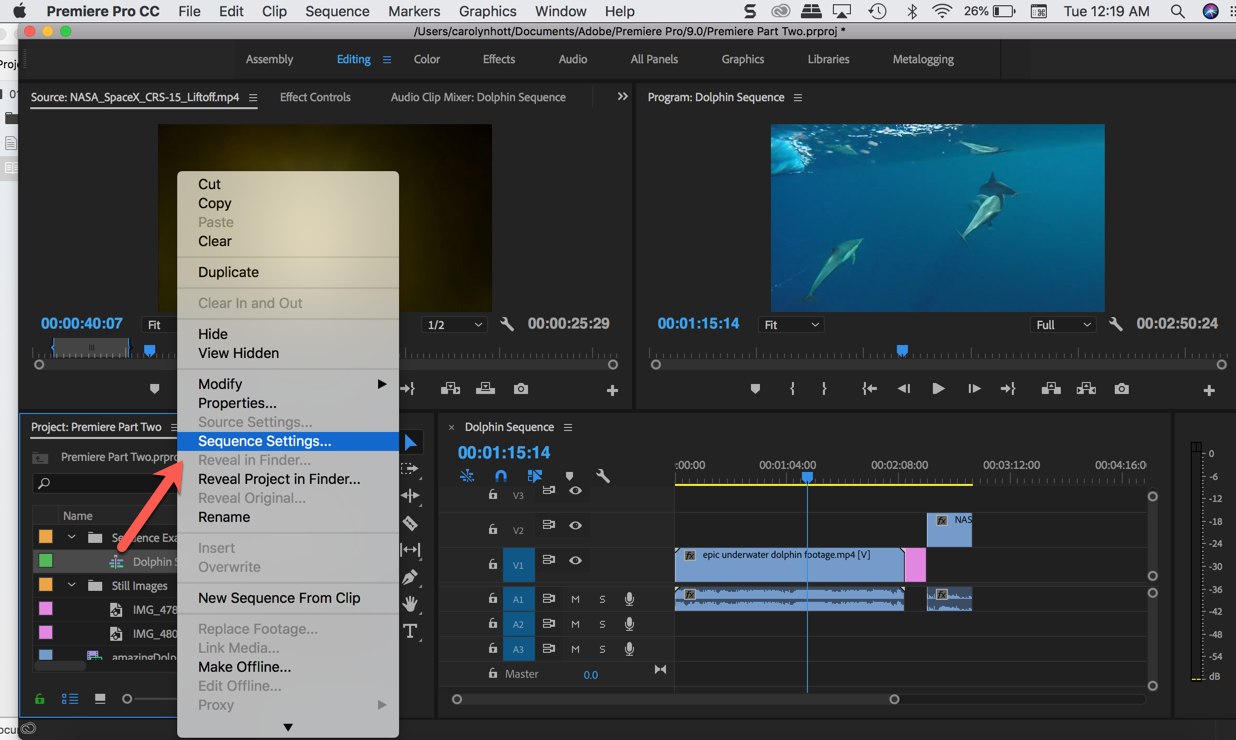 Premiere Pro CC File Edit Clip Sequence Markers Graphics Window Help 26% Tue 12:19 AM
/Users/carolynhott/Documents/Adobe/Premiere Pro/9.0/Premiere Part Two.prproj *
Assembly Editing Color Effects Audio All Panels Graphics Libraries Metalogging
Source: NASA_SpaceX_CRS-15_Liftoff.mp4 Effect Controls Audio Clip Mixer: Dolphin Sequence
Program: Dolphin Sequence
Cut
Copy
Paste
Clear
Duplicate
Clear In and Out
Hide
View Hidden
Modify
Properties...
Source Settings...
Sequence Settings...
Reveal in Finder...
Reveal Project in Finder...
Reveal Original...
Rename
Insert
Overwrite
New Sequence From Clip
Replace Footage...
Link Media...
Make Offline...
Edit Offline...
Proxy
00:00:40:07 Fit 1/2 00:00:25:29
00:01:15:14 Fit Full 00:02:50:24
Project: Premiere Part Two
Premiere Part Two.prpro
Name
Sequence Exa
Dolphin S
Still Images
IMG_478
IMG_480
amazingDolp
× Dolphin Sequence
00:01:15:14
:00:00 00:01:04:00 00:02:08:00 00:03:12:00 00:04:16:0
V3
V2
fx NAS
V1
fx epic underwater dolphin footage.mp4 [V]
A1 M S fx fx
A2 M S
A3 M S
Master 0.0
0
-6
-12
-18
-24
-30
-36
-42
-48
-54
dB